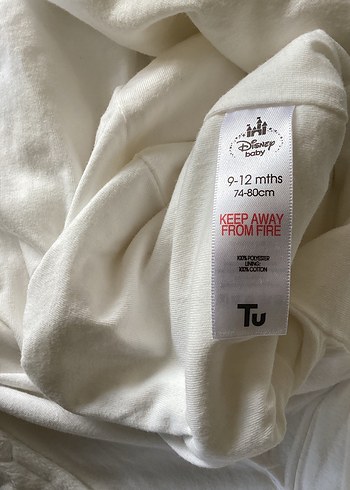 Disney
baby
9-12 mths
74-80cm
KEEP AWAY
FROM FIRE
100% POLYESTER
LINING:
100% COTTON
Tu